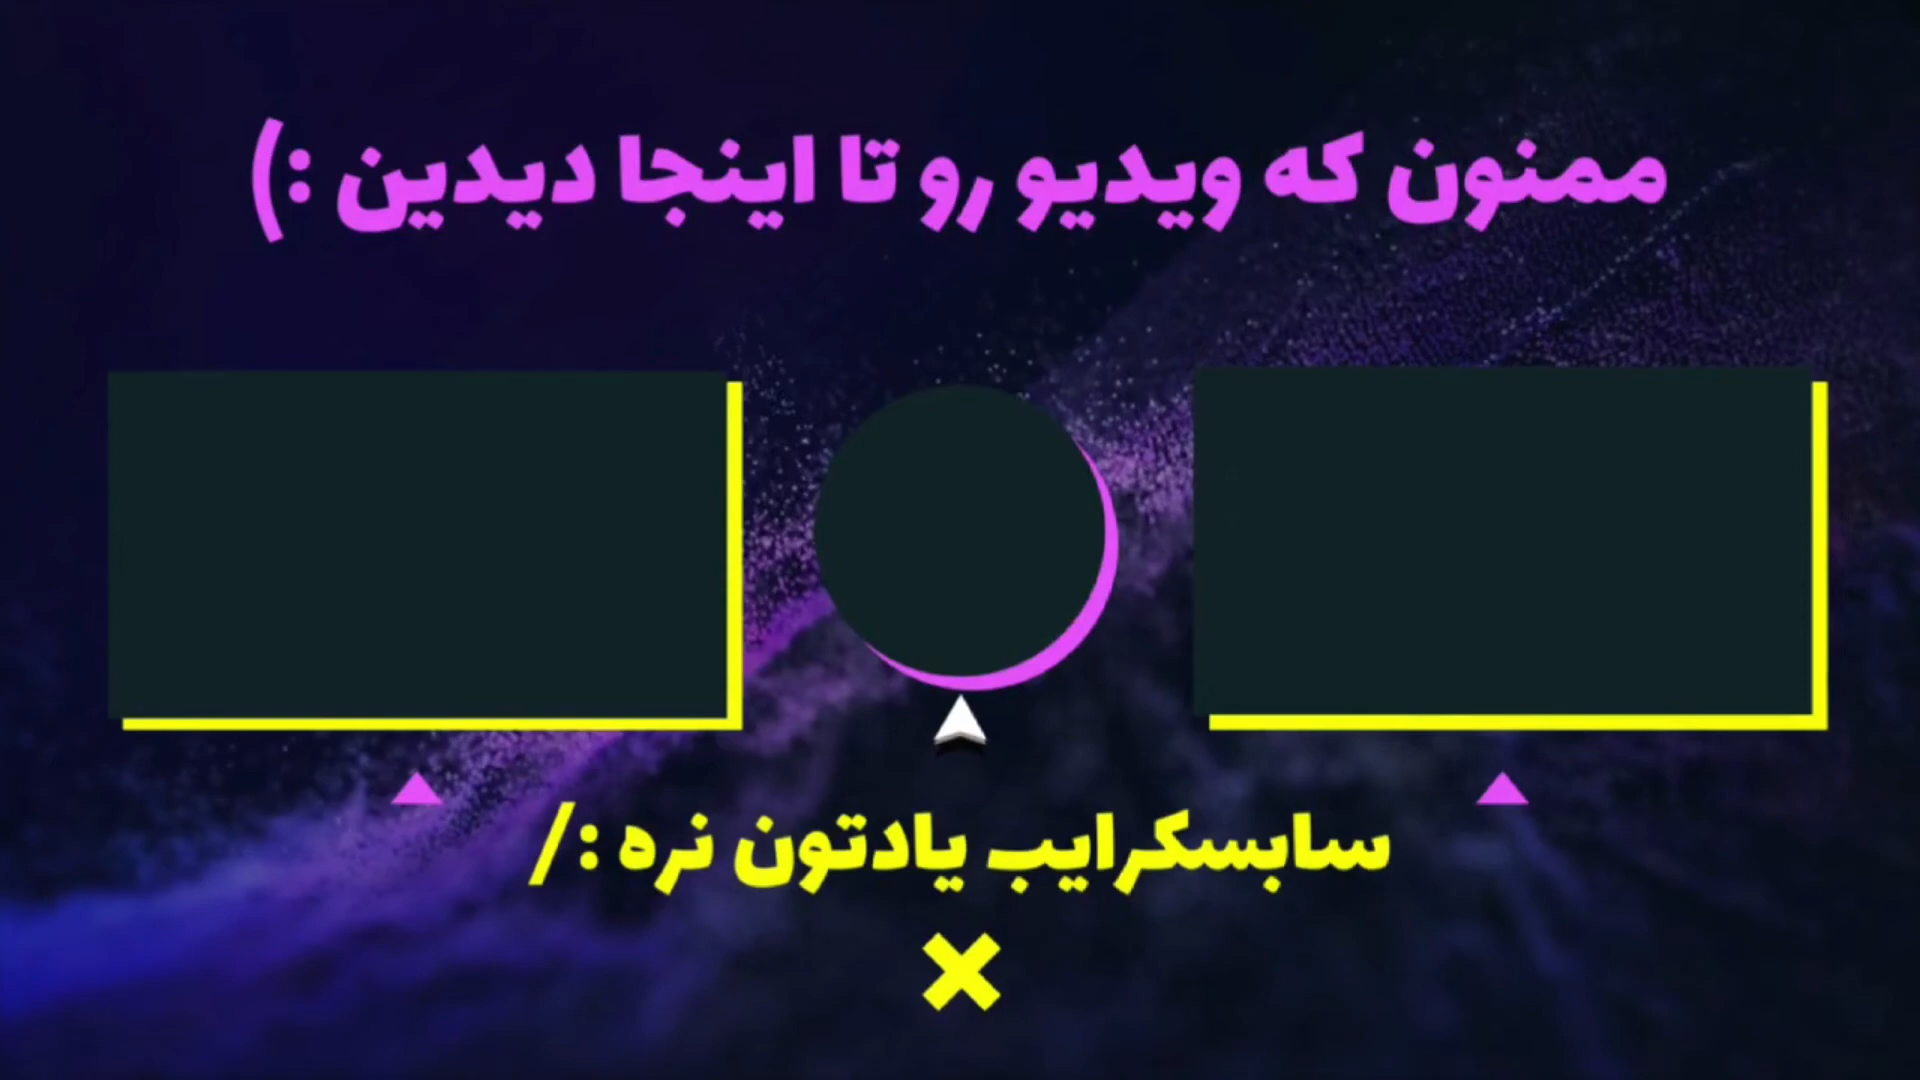 ممنون که ویدیو رو تا اینجا دیدین :)
سابسکرایب یادتون نره :/